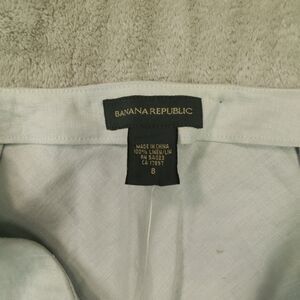 BANANA REPUBLIC
MADE IN CHINA
100% LINEN/LIN
RN 54023
CA 17897
8